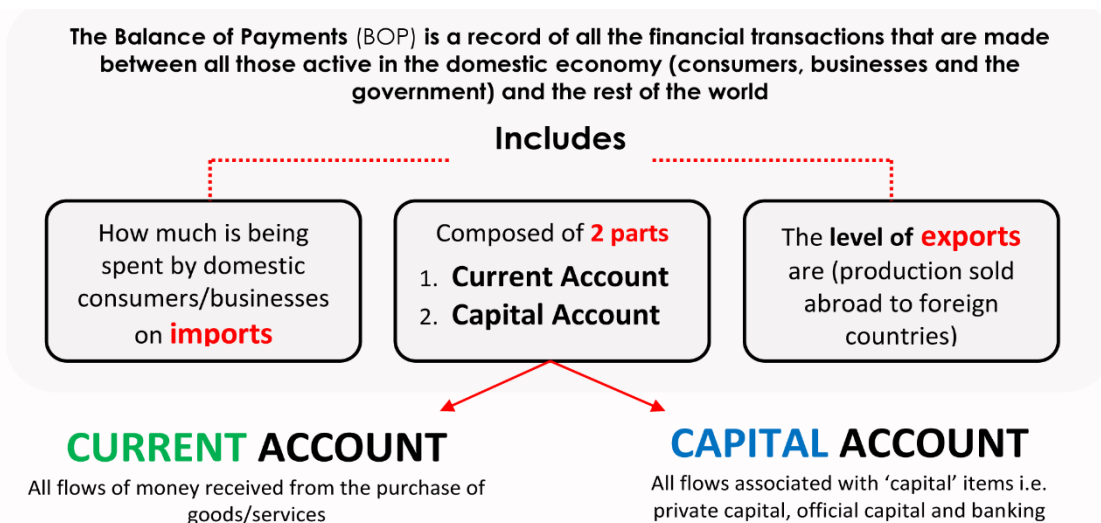 The Balance of Payments (BOP) is a record of all the financial transactions that are made
between all those active in the domestic economy (consumers, businesses and the
government) and the rest of the world
Includes
How much is being
spent by domestic
consumers/businesses
on imports
Composed of 2 parts
1. Current Account
2. Capital Account
The level of exports
are (production sold
abroad to foreign
countries)
CURRENT ACCOUNT
All flows of money received from the purchase of
goods/services
CAPITAL ACCOUNT
All flows associated with ‘capital’ items i.e.
private capital, official capital and banking